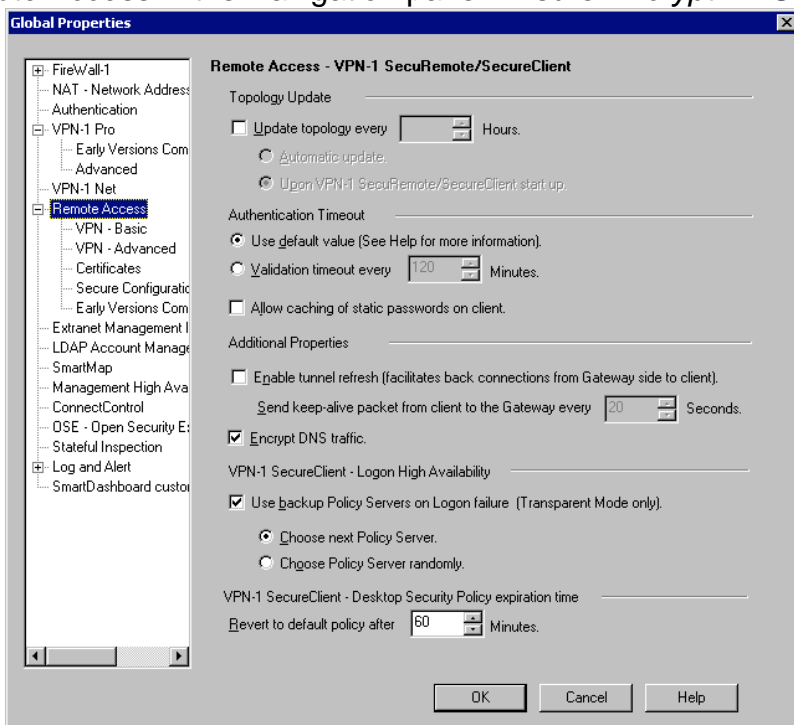 Global Properties
FireWall-1
NAT - Network Address
Authentication
VPN-1 Pro
Early Versions Com
Advanced
VPN-1 Net
Remote Access
VPN - Basic
VPN - Advanced
Certificates
Secure Configuratic
Early Versions Com
Extranet Management I
LDAP Account Manage
SmartMap
Management High Ava
ConnectControl
OSE - Open Security E
Stateful Inspection
Log and Alert
SmartDashboard custor
Remote Access - VPN-1 SecuRemote/SecureClient
Topology Update
Update topology every Hours.
Automatic update.
Upon VPN-1 SecuRemote/SecureClient start up.
Authentication Timeout
Use default value (See Help for more information).
Validation timeout every 120 Minutes.
Allow caching of static passwords on client.
Additional Properties
Enable tunnel refresh (facilitates back connections from Gateway side to client).
Send keep-alive packet from client to the Gateway every 20 Seconds.
Encrypt DNS traffic.
VPN-1 SecureClient - Logon High Availability
Use backup Policy Servers on Logon failure (Transparent Mode only).
Choose next Policy Server.
Choose Policy Server randomly.
VPN-1 SecureClient - Desktop Security Policy expiration time
Revert to default policy after 60 Minutes.
OK Cancel Help